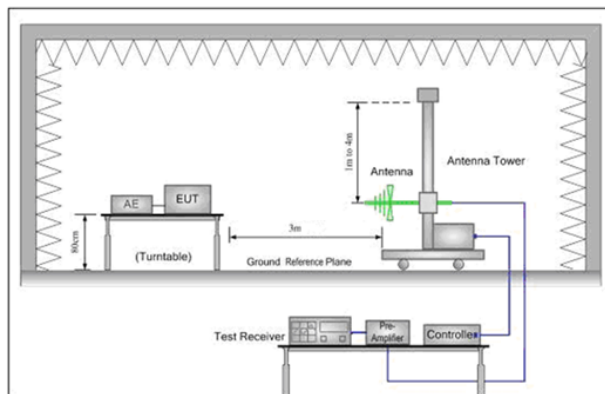 1m to 4m
Antenna
Antenna Tower
AE
EUT
80cm
(Turntable)
3m
Ground Reference Plane
Test Receiver
Pre-
Amplifier
Controller